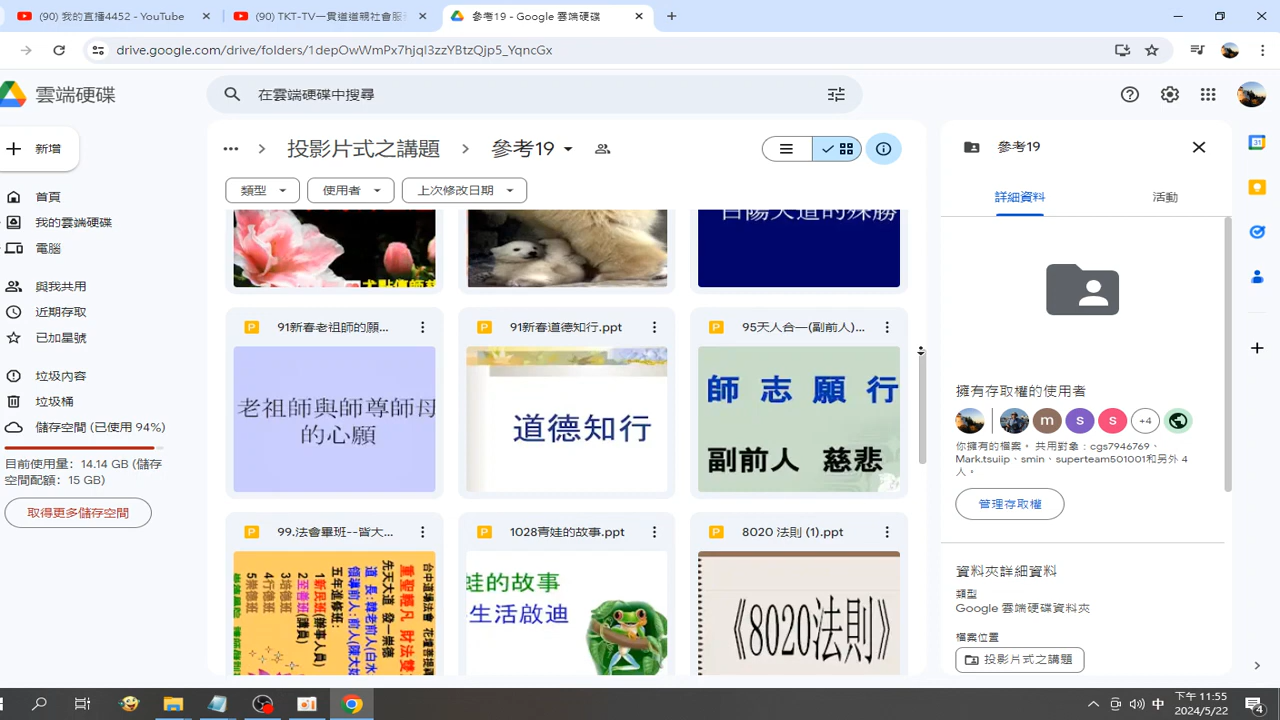 (90) 我的直播4452 - YouTube
(90) TKT-TV一貫道道親社會服
參考19 - Google 雲端硬碟
drive.google.com/drive/folders/1depOwWmPx7hjqI3zzYBtzQjp5_YqncGx
雲端硬碟
在雲端硬碟中搜尋
新增
首頁
我的雲端硬碟
電腦
與我共用
近期存取
已加星號
垃圾內容
垃圾桶
儲存空間 (已使用 94%)
目前使用量：14.14 GB (儲存
空間配額：15 GB)
取得更多儲存空間
投影片式之講題
參考19
類型
使用者
上次修改日期
91新春老祖師的願...
老祖師與師尊師母
的心願
91新春道德知行.ppt
道德知行
95天人合一(副前人)...
師 志 願 行
副前人 慈悲
99.法會畢班--皆大...
1028青蛙的故事.ppt
蛙的故事
生活啟迪
8020 法則 (1).ppt
《8020法則》
參考19
詳細資料
活動
擁有存取權的使用者
m
s
s
+4
你擁有的檔案。 共用對象：cgs7946769、
Mark.tsuiip、smin、superteam501001和另外 4
人。
管理存取權
資料夾詳細資料
類型
Google 雲端硬碟資料夾
檔案位置
投影片式之講題
31
中
下午 11:55
2024/5/22
4